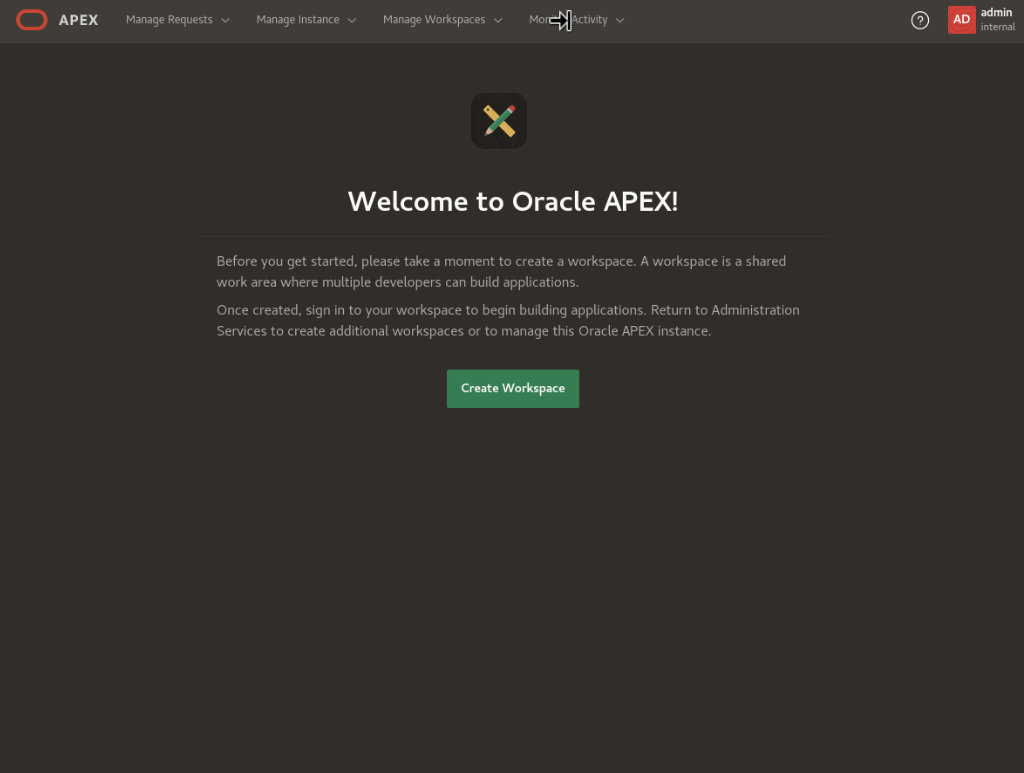 APEX
Manage Requests
Manage Instance
Manage Workspaces
Activity
?
AD
admin
internal
Welcome to Oracle APEX!
Before you get started, please take a moment to create a workspace. A workspace is a shared
work area where multiple developers can build applications.
Once created, sign in to your workspace to begin building applications. Return to Administration
Services to create additional workspaces or to manage this Oracle APEX instance.
Create Workspace